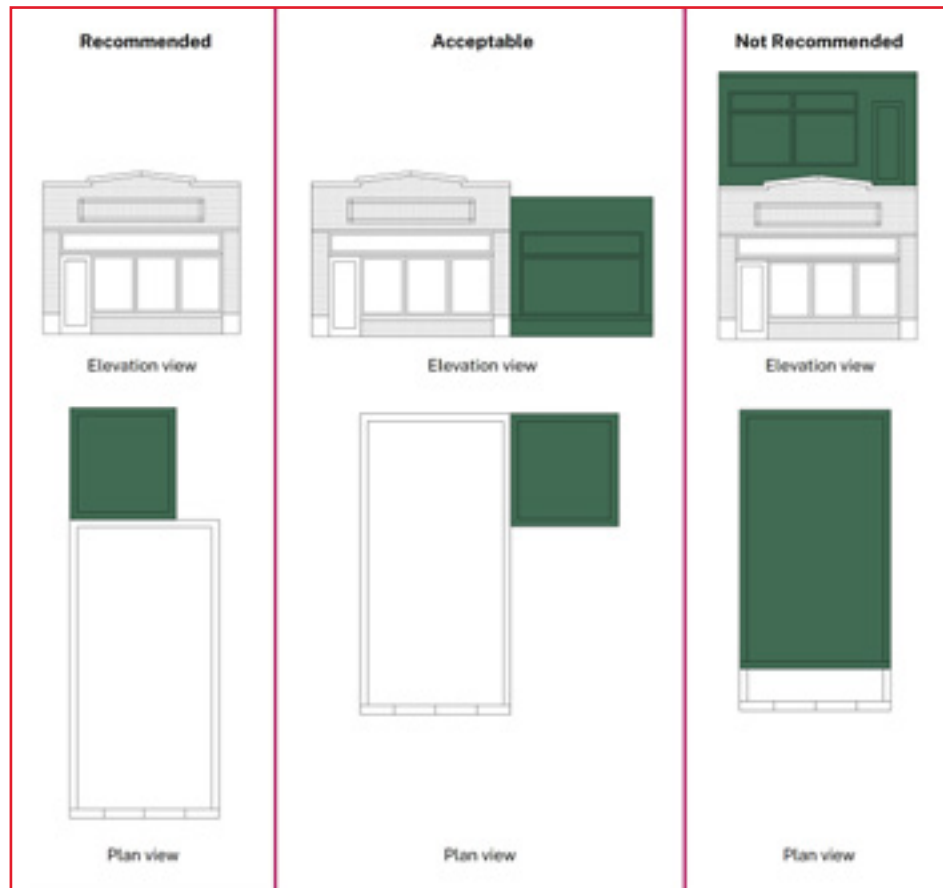 Recommended
Elevation view
Plan view
Acceptable
Elevation view
Plan view
Not Recommended
Elevation view
Plan view